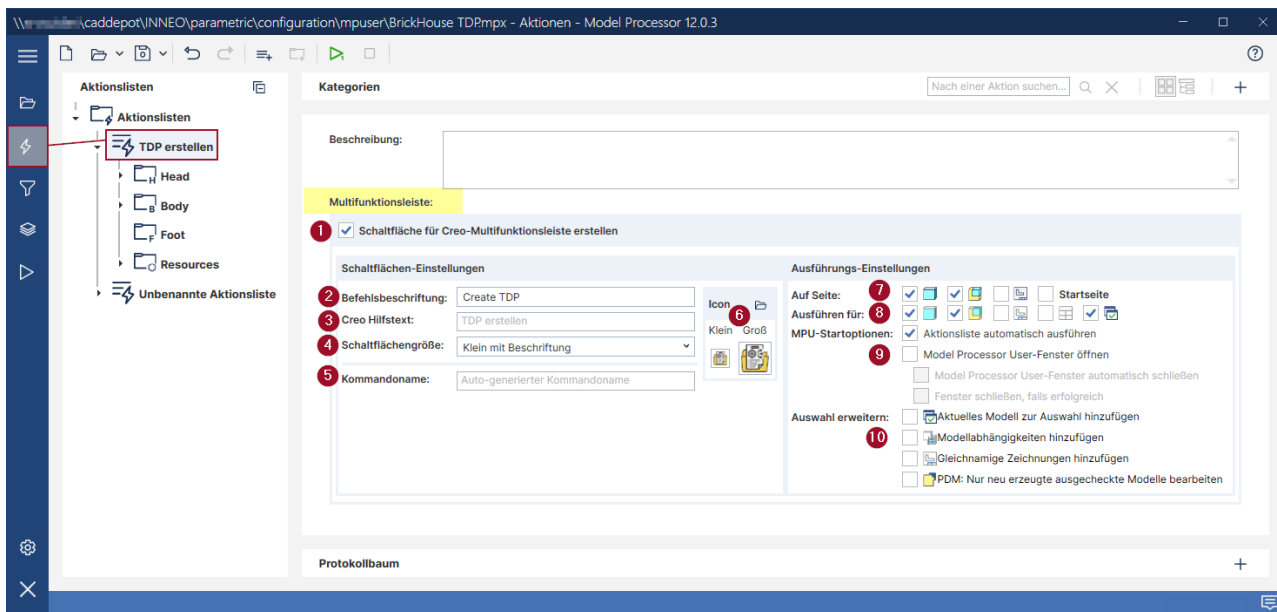 \caddepot\INNEO\parametric\configuration\mpuser\BrickHouse TDPmpx - Aktionen - Model Processor 12.0.3
Aktionslisten
Kategorien
Nach einer Aktion suchen...
Aktionslisten
TDP erstellen
H Head
B Body
F Foot
Resources
Unbenannte Aktionsliste
Beschreibung:
Multifunktionsleiste:
1 Schaltfläche für Creo-Multifunktionsleiste erstellen
Schaltflächen-Einstellungen
2 Befehlsbeschriftung: Create TDP
3 Creo Hilfstext: TDP erstellen
4 Schaltflächengröße: Klein mit Beschriftung
5 Kommandoname: Auto-generierter Kommandoname
Icon
6
Klein Groß
Ausführungs-Einstellungen
Auf Seite: 7 Startseite
Ausführen für: 8
MPU-Startoptionen: Aktionsliste automatisch ausführen
9 Model Processor User-Fenster öffnen
Model Processor User-Fenster automatisch schließen
Fenster schließen, falls erfolgreich
Auswahl erweitern: Aktuelles Modell zur Auswahl hinzufügen
10 Modellabhängigkeiten hinzufügen
Gleichnamige Zeichnungen hinzufügen
PDM: Nur neu erzeugte ausgecheckte Modelle bearbeiten
Protokollbaum